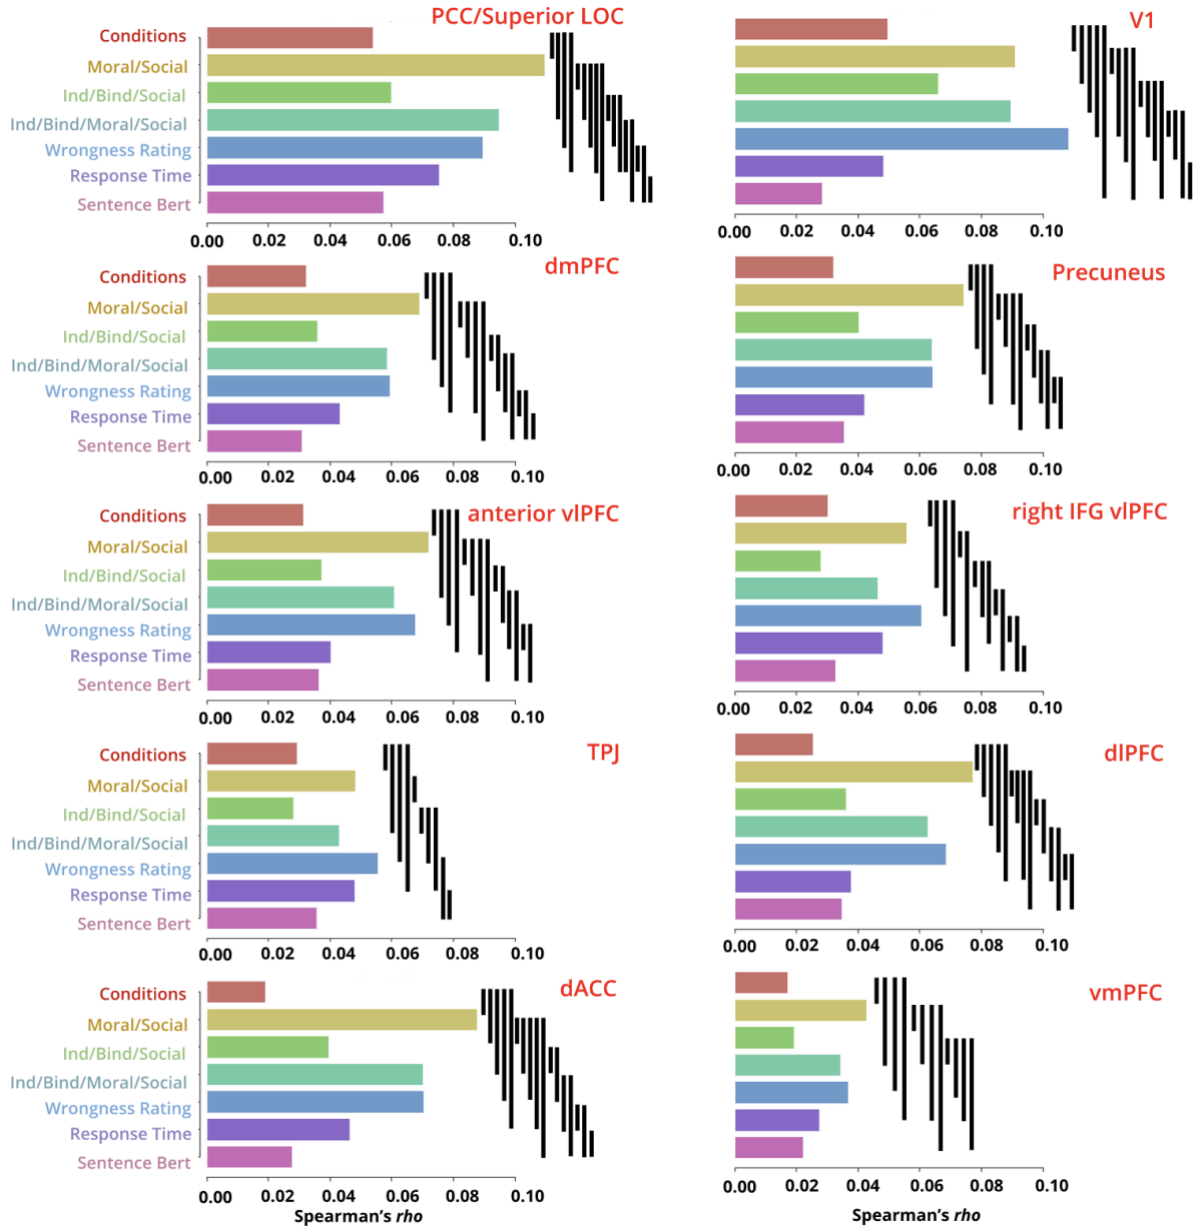 PCC/Superior LOC
Conditions
Moral/Social
Ind/Bind/Social
Ind/Bind/Moral/Social
Wrongness Rating
Response Time
Sentence Bert
0.00 0.02 0.04 0.06 0.08 0.10
V1
0.00 0.02 0.04 0.06 0.08 0.10
dmPFC
Conditions
Moral/Social
Ind/Bind/Social
Ind/Bind/Moral/Social
Wrongness Rating
Response Time
Sentence Bert
0.00 0.02 0.04 0.06 0.08 0.10
Precuneus
0.00 0.02 0.04 0.06 0.08 0.10
anterior vlPFC
Conditions
Moral/Social
Ind/Bind/Social
Ind/Bind/Moral/Social
Wrongness Rating
Response Time
Sentence Bert
0.00 0.02 0.04 0.06 0.08 0.10
right IFG vlPFC
0.00 0.02 0.04 0.06 0.08 0.10
TPJ
Conditions
Moral/Social
Ind/Bind/Social
Ind/Bind/Moral/Social
Wrongness Rating
Response Time
Sentence Bert
0.00 0.02 0.04 0.06 0.08 0.10
dlPFC
0.00 0.02 0.04 0.06 0.08 0.10
dACC
Conditions
Moral/Social
Ind/Bind/Social
Ind/Bind/Moral/Social
Wrongness Rating
Response Time
Sentence Bert
0.00 0.02 0.04 0.06 0.08 0.10
Spearman's rho
vmPFC
0.00 0.02 0.04 0.06 0.08 0.10
Spearman's rho